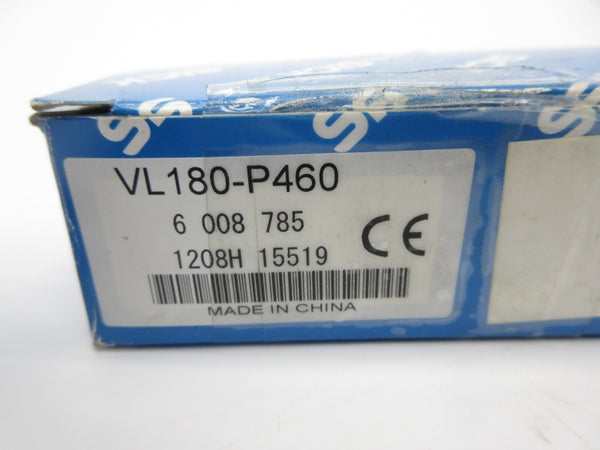 VL180-P460
6 008 785
1208H 15519
CE
MADE IN CHINA